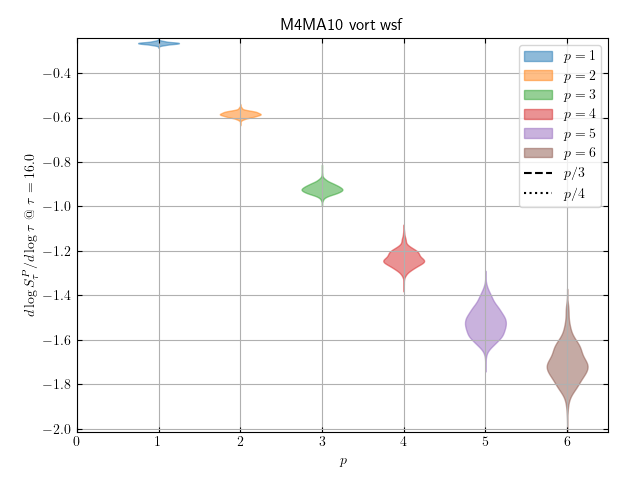 M4MA10 vort wsf
d log S_τ^P / d log τ @ τ = 16.0
−0.4
−0.6
−0.8
−1.0
−1.2
−1.4
−1.6
−1.8
−2.0
0 1 2 3 4 5 6
p
p = 1
p = 2
p = 3
p = 4
p = 5
p = 6
p/3
p/4